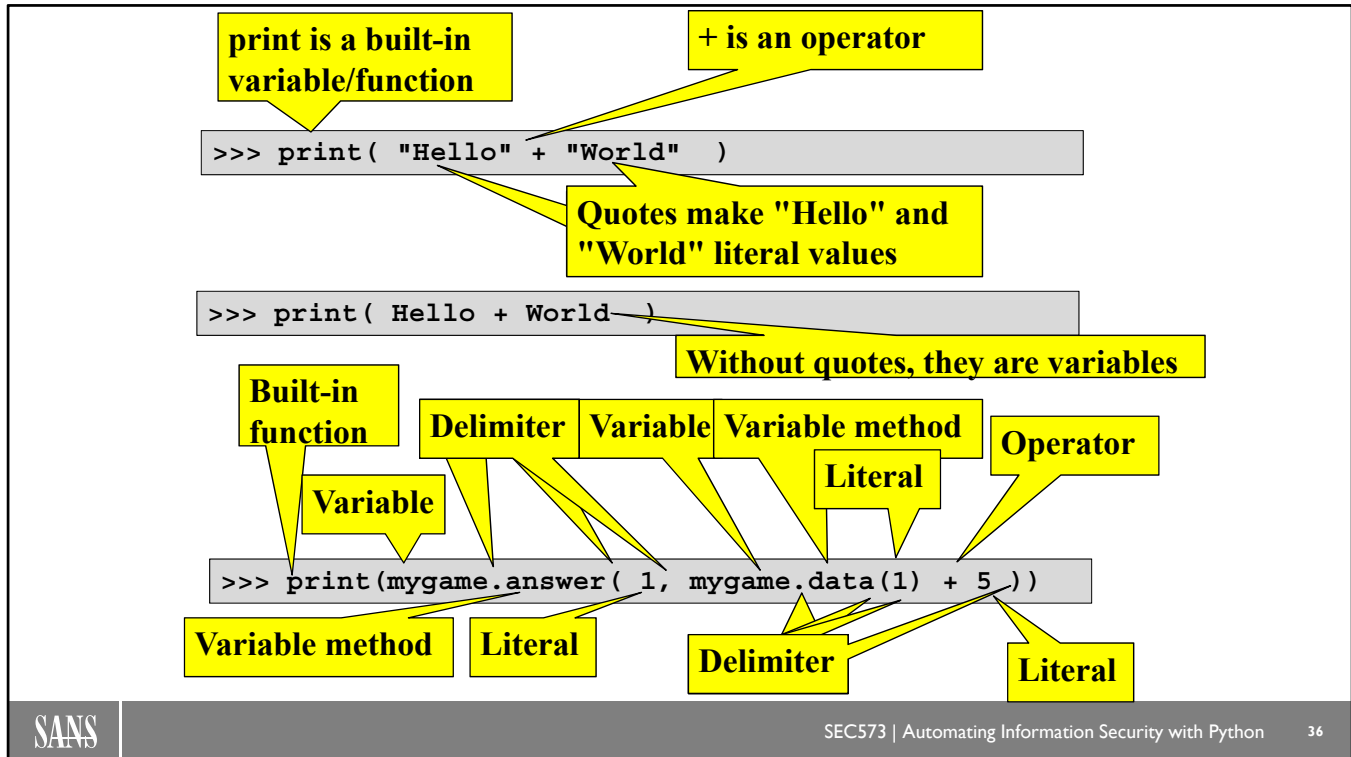 print is a built-in
variable/function
+ is an operator
>>> print( "Hello" + "World"  )
Quotes make "Hello" and
"World" literal values
>>> print( Hello + World  )
Without quotes, they are variables
Built-in
function
Delimiter
Variable
Variable method
Operator
Literal
Variable
>>> print(mygame.answer( 1, mygame.data(1) + 5 ))
Variable method
Literal
Delimiter
Literal
SANS
SEC573 | Automating Information Security with Python
36